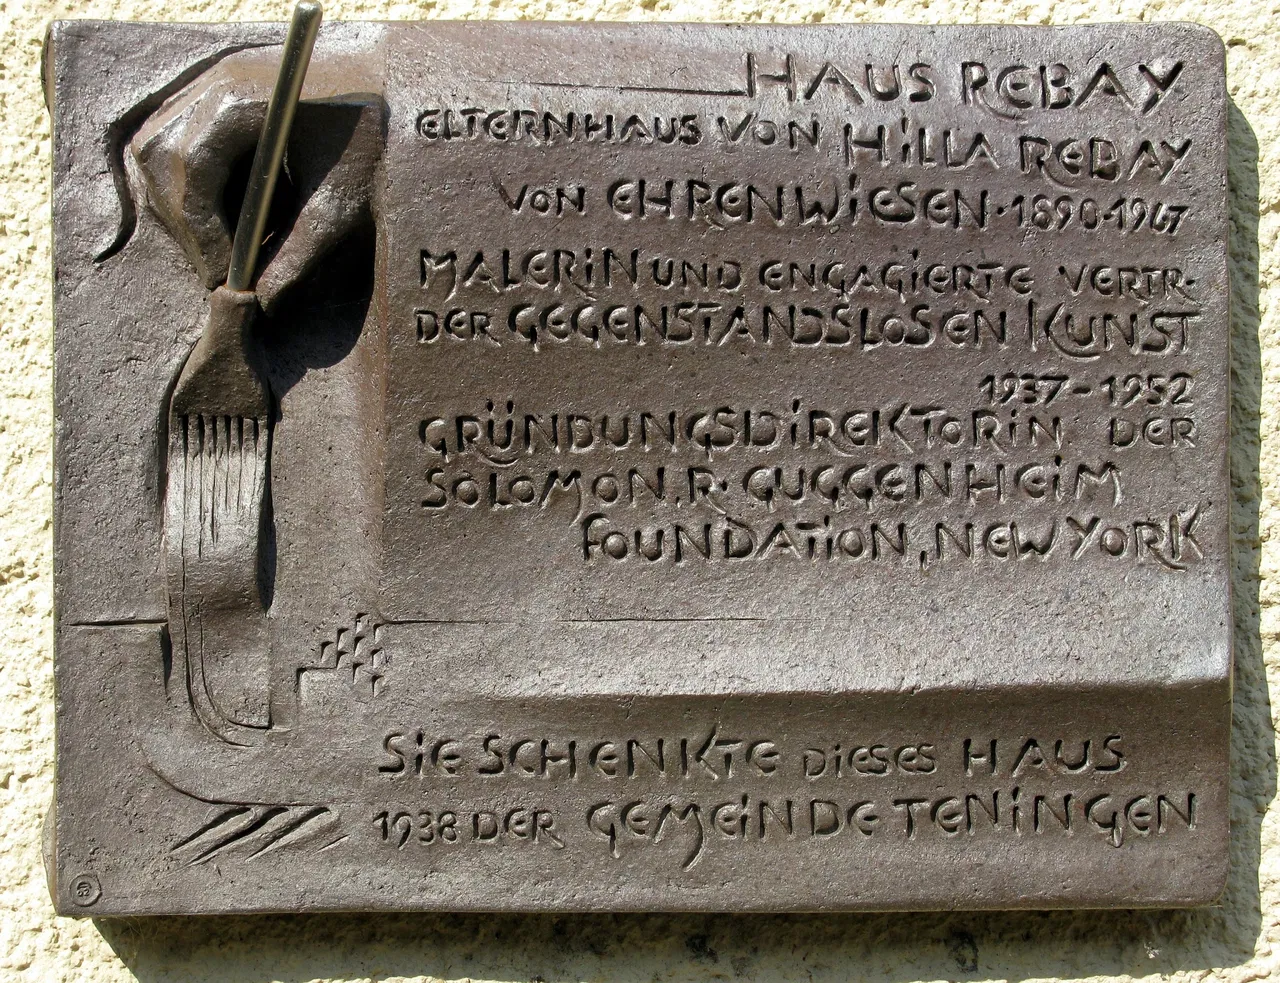 HAUS REBAY
ELTERNHAUS VON HILLA REBAY
VON EHRENWIESEN·1890·1967
MALERIN UND ENGAGIERTE VERTR.
DER GEGENSTANDSLOSEN KUNST
1937-1952
GRÜNDUNGSDIREKTORIN DER
SOLOMON.R.GUGGENHEIM
FOUNDATION, NEW YORK
SIE SCHENKTE DIESES HAUS
1938 DER GEMEINDE TENINGEN